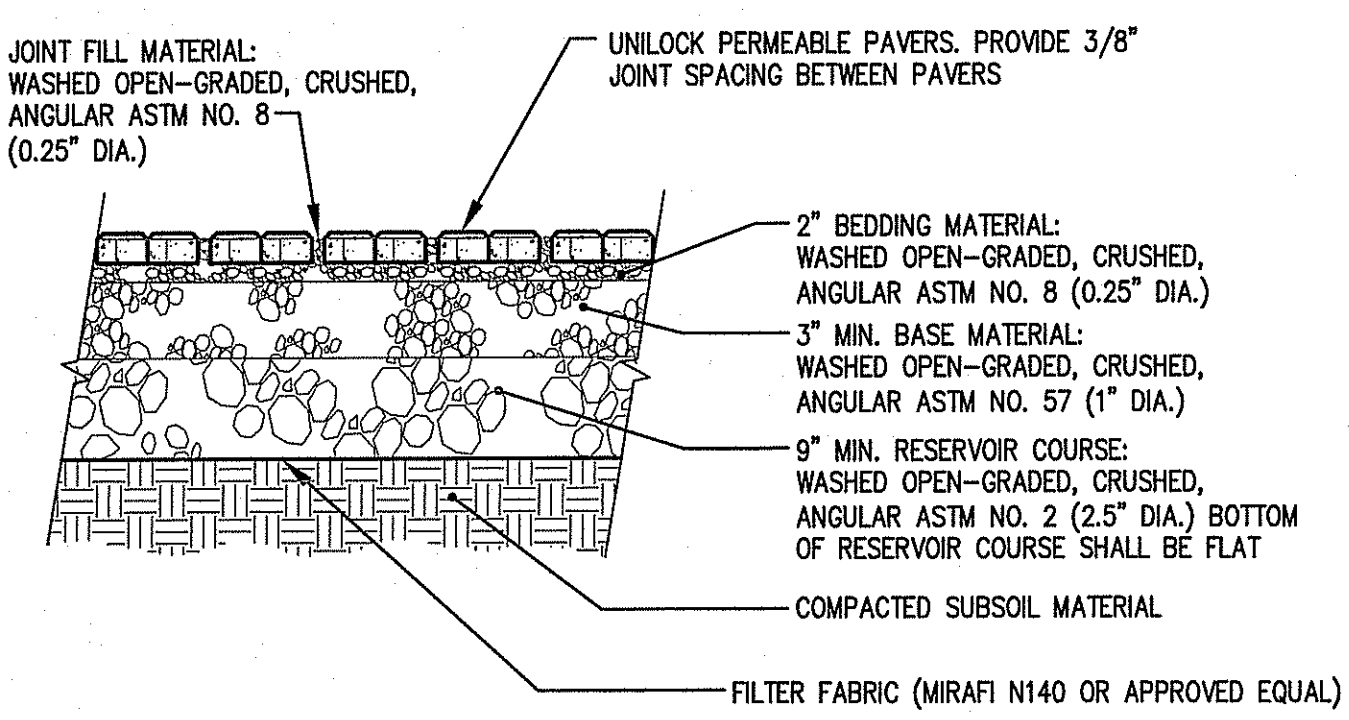 JOINT FILL MATERIAL:
WASHED OPEN-GRADED, CRUSHED,
ANGULAR ASTM NO. 8
(0.25" DIA.)
UNILOCK PERMEABLE PAVERS. PROVIDE 3/8"
JOINT SPACING BETWEEN PAVERS
2" BEDDING MATERIAL:
WASHED OPEN-GRADED, CRUSHED,
ANGULAR ASTM NO. 8 (0.25" DIA.)
3" MIN. BASE MATERIAL:
WASHED OPEN-GRADED, CRUSHED,
ANGULAR ASTM NO. 57 (1" DIA.)
9" MIN. RESERVOIR COURSE:
WASHED OPEN-GRADED, CRUSHED,
ANGULAR ASTM NO. 2 (2.5" DIA.) BOTTOM
OF RESERVOIR COURSE SHALL BE FLAT
COMPACTED SUBSOIL MATERIAL
FILTER FABRIC (MIRAFI N140 OR APPROVED EQUAL)